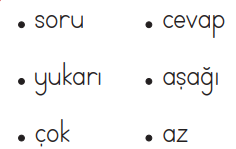 • soru • cevap
• yukarı • aşağı
• çok • az